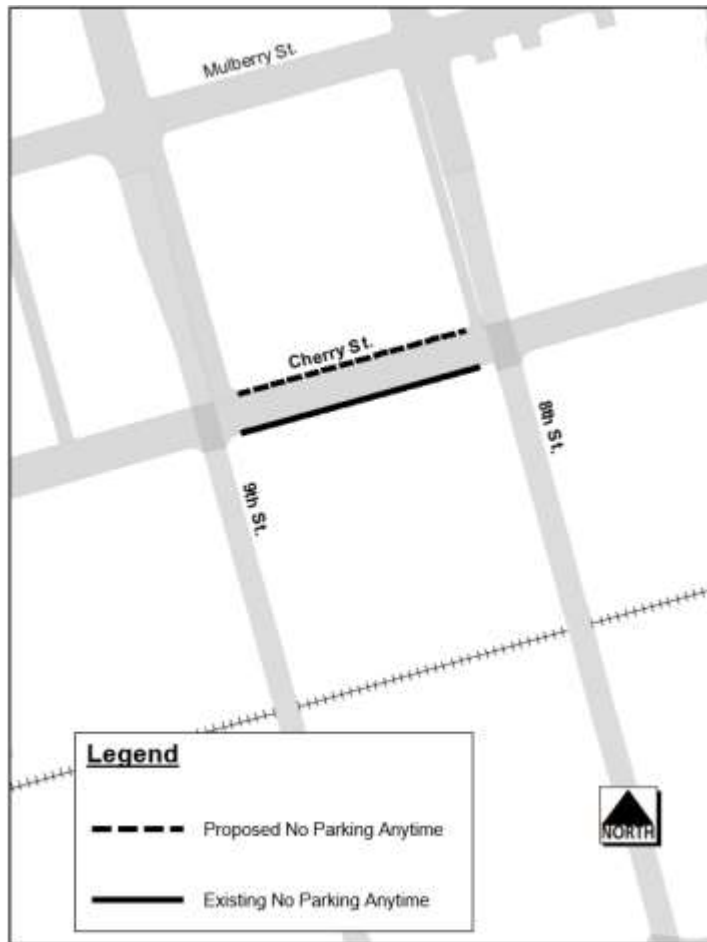 Mulberry St.
Cherry St.
8th St.
9th St.
Legend
Proposed No Parking Anytime
Existing No Parking Anytime
NORTH